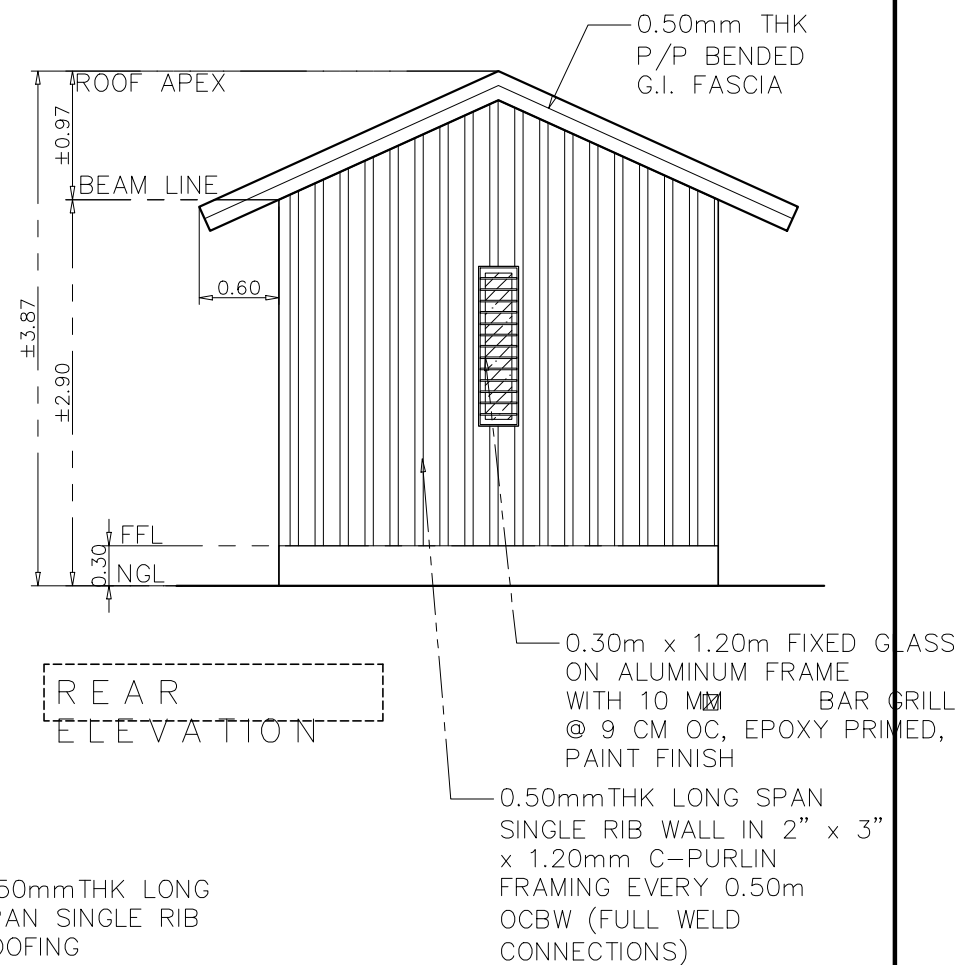 0.50mm THK
P/P BENDED
G.I. FASCIA
ROOF APEX
±0.97
BEAM LINE
0.60
±3.87
±2.90
FFL
0.30
NGL
0.30m x 1.20m FIXED GLASS
ON ALUMINUM FRAME
WITH 10 MM BAR GRILL
@ 9 CM OC, EPOXY PRIMED,
PAINT FINISH
REAR
ELEVATION
0.50mmTHK LONG SPAN
SINGLE RIB WALL IN 2” x 3”
x 1.20mm C-PURLIN
FRAMING EVERY 0.50m
OCBW (FULL WELD
CONNECTIONS)
50mmTHK LONG
PAN SINGLE RIB
OOFING